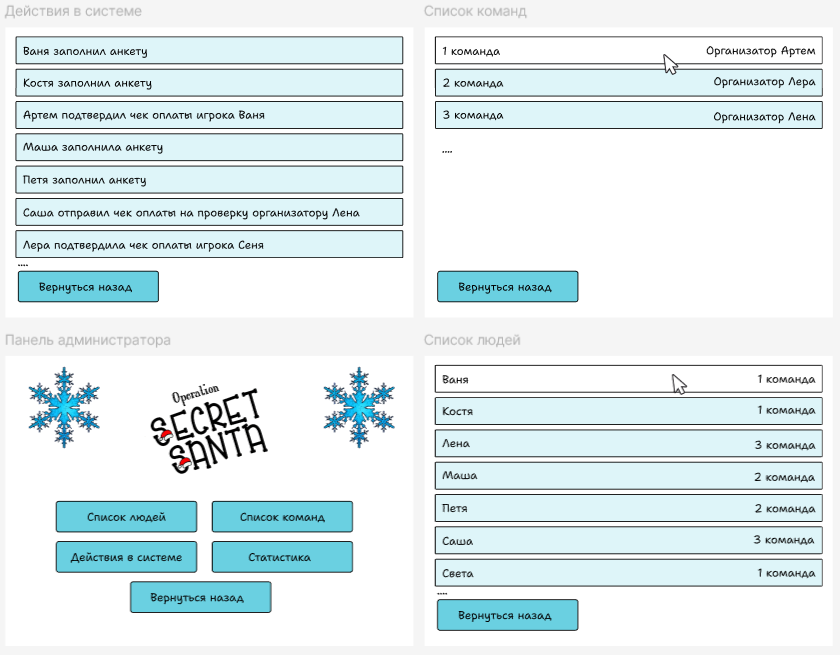 Действия в системе
Ваня заполнил анкету
Костя заполнил анкету
Артем подтвердил чек оплаты игрока Ваня
Маша заполнила анкету
Петя заполнил анкету
Саша отправил чек оплаты на проверку организатору Лена
Лера подтвердила чек оплаты игрока Сеня
....
Вернуться назад
Список команд
1 команда Организатор Артем
2 команда Организатор Лера
3 команда Организатор Лена
....
Вернуться назад
Панель администратора
Operation
SECRET
SANTA
Список людей Список команд
Действия в системе Статистика
Вернуться назад
Список людей
Ваня 1 команда
Костя 1 команда
Лена 3 команда
Маша 2 команда
Петя 2 команда
Саша 3 команда
Света 1 команда
....
Вернуться назад